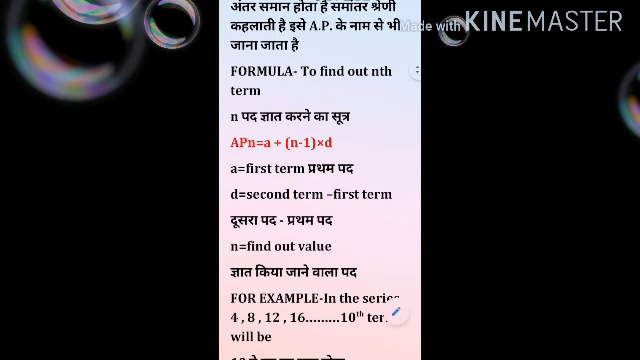 अंतर समान होता है समांतर श्रेणी
कहलाती है इसे A.P. के नाम से भी
जाना जाता है
Made with KINEMASTER
FORMULA- To find out nth
term
n पद ज्ञात करने का सूत्र
APn=a + (n-1)×d
a=first term प्रथम पद
d=second term –first term
दूसरा पद - प्रथम पद
n=find out value
ज्ञात किया जाने वाला पद
FOR EXAMPLE-In the series
4 , 8 , 12 , 16.........10th ter
will be